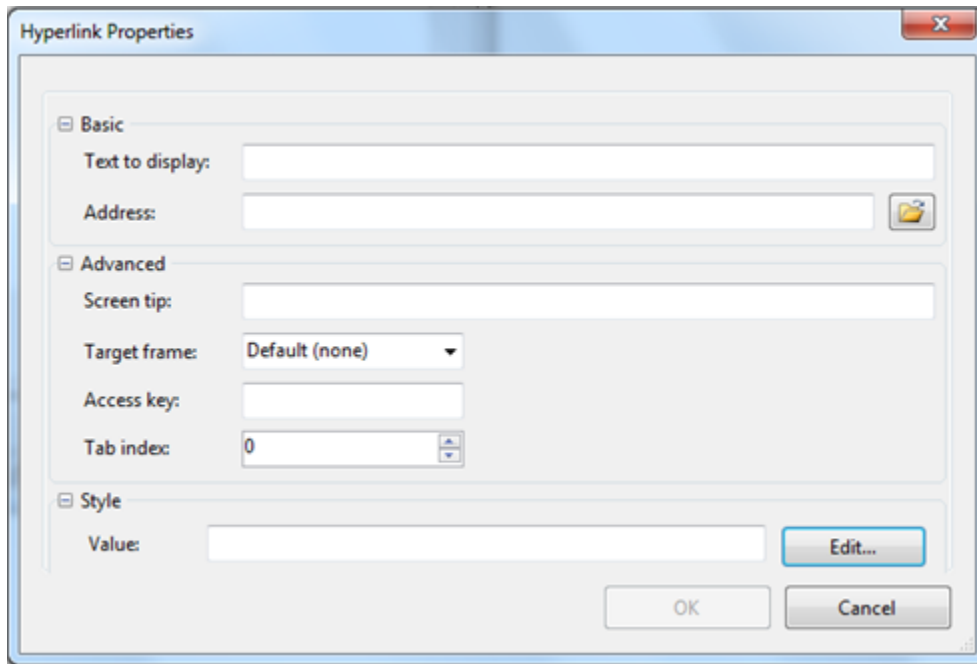 Hyperlink Properties
Basic
Text to display:
Address:
Advanced
Screen tip:
Target frame: Default (none)
Access key:
Tab index: 0
Style
Value: Edit...
OK Cancel